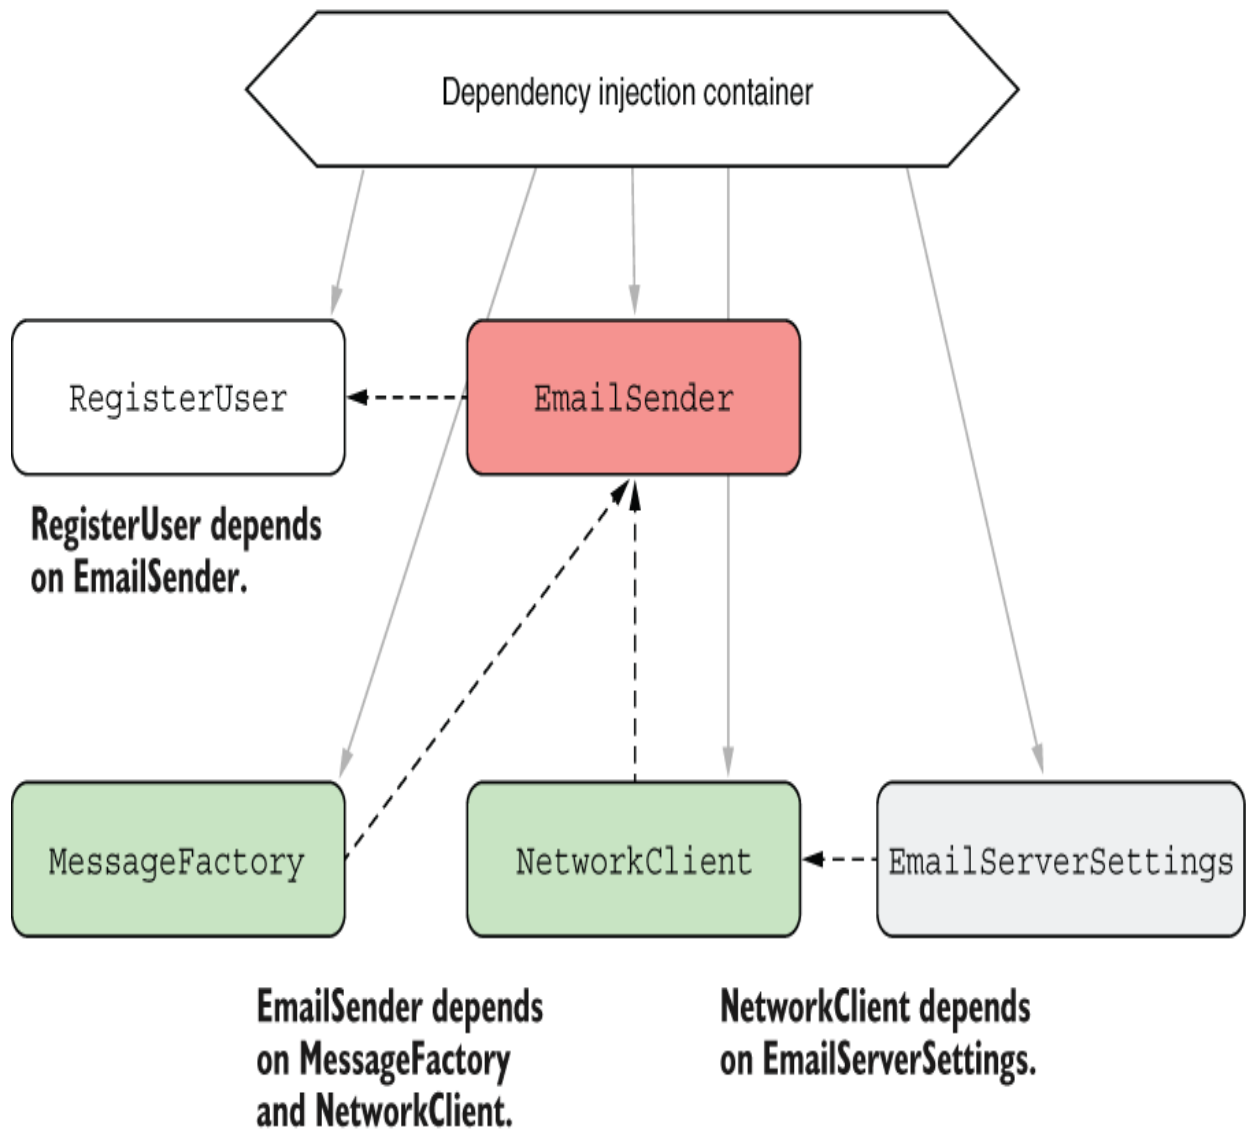 Dependency injection container
RegisterUser
EmailSender
RegisterUser depends
on EmailSender.
MessageFactory
NetworkClient
EmailServerSettings
EmailSender depends
on MessageFactory
and NetworkClient.
NetworkClient depends
on EmailServerSettings.